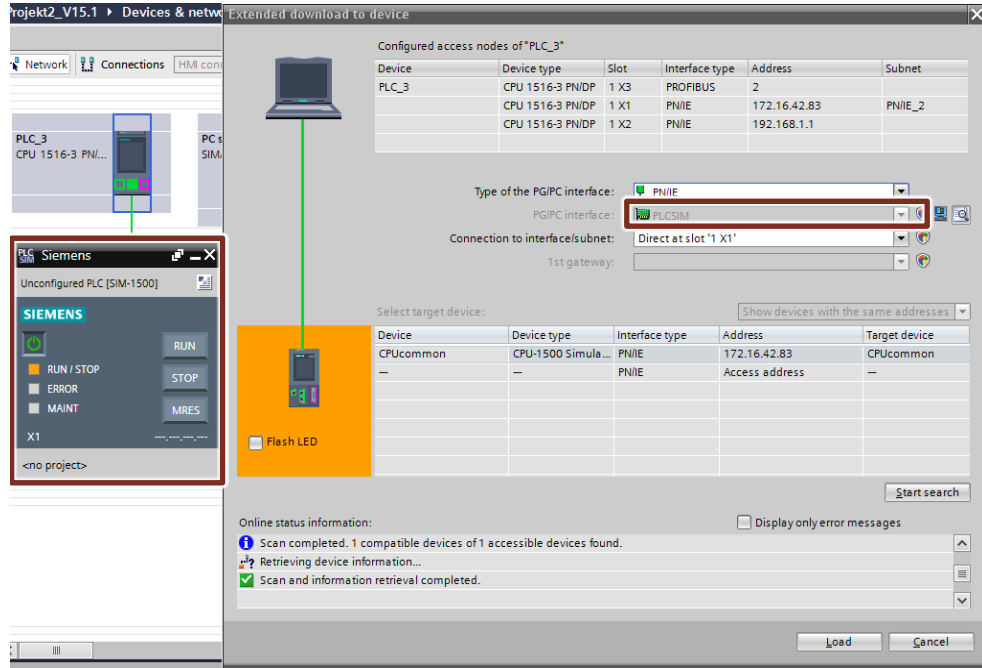 Projekt2_V15.1 ▸ Devices & netwo
Network Connections HMI conn
PLC_3
CPU 1516-3 PN/...
PC s
SIMA
PLC SIM Siemens
Unconfigured PLC [SIM-1500]
SIEMENS
RUN
RUN / STOP
STOP
ERROR
MAINT
MRES
X1 ---.---.---.---
<no project>
Extended download to device
Configured access nodes of "PLC_3"
Device Device type Slot Interface type Address Subnet
PLC_3 CPU 1516-3 PN/DP 1 X3 PROFIBUS 2
CPU 1516-3 PN/DP 1 X1 PN/IE 172.16.42.83 PN/IE_2
CPU 1516-3 PN/DP 1 X2 PN/IE 192.168.1.1
Type of the PG/PC interface: PN/IE
PG/PC interface: PLCSIM
Connection to interface/subnet: Direct at slot '1 X1'
1st gateway:
Select target device: Show devices with the same addresses
Device Device type Interface type Address Target device
CPUcommon CPU-1500 Simula... PN/IE 172.16.42.83 CPUcommon
— — PN/IE Access address —
Flash LED
Start search
Online status information: Display only error messages
Scan completed. 1 compatible devices of 1 accessible devices found.
Retrieving device information...
Scan and information retrieval completed.
Load Cancel